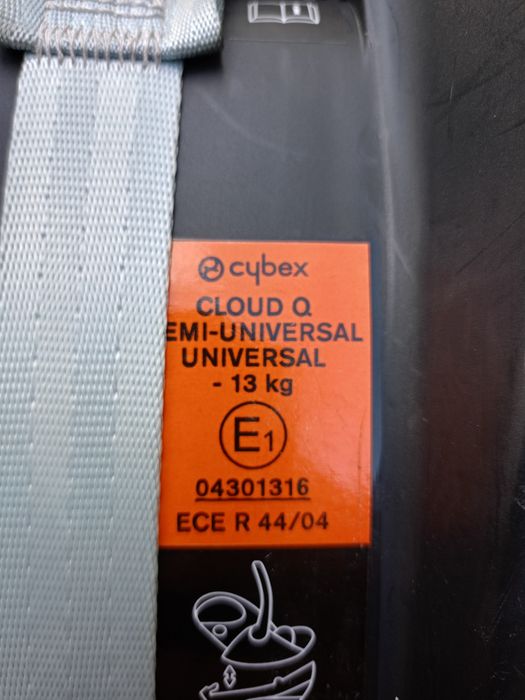 cybex
CLOUD Q
EMI-UNIVERSAL
UNIVERSAL
- 13 kg
E1
04301316
ECE R 44/04